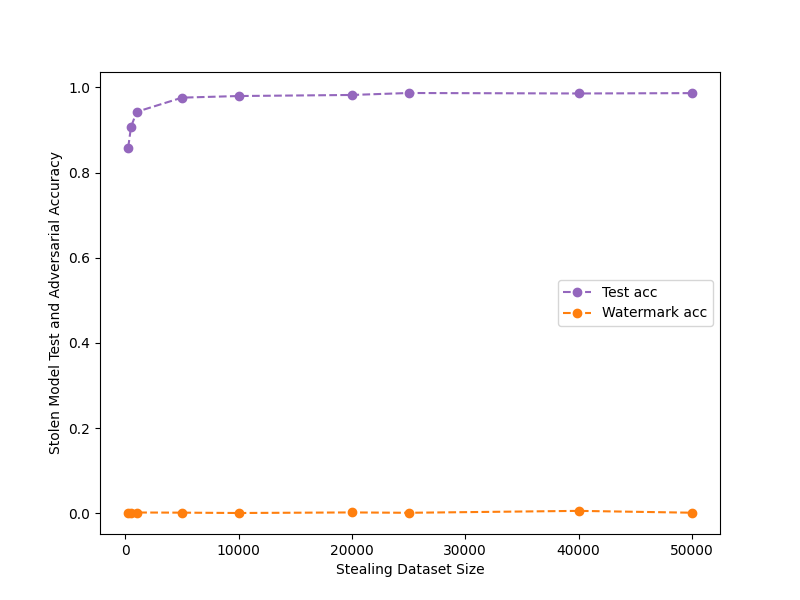 1.0
0.8
0.6
0.4
0.2
0.0
Stolen Model Test and Adversarial Accuracy
Test acc
Watermark acc
0 10000 20000 30000 40000 50000
Stealing Dataset Size